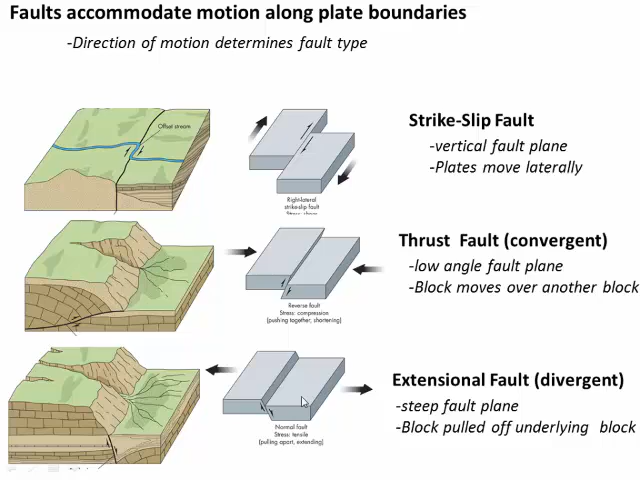 Faults accommodate motion along plate boundaries
-Direction of motion determines fault type
Offset stream
Right-lateral
strike-slip fault
Strike-Slip Fault
-vertical fault plane
-Plates move laterally
Reverse fault
Stress: compression
(pushing together, shortening)
Thrust Fault (convergent)
-low angle fault plane
-Block moves over another block
Normal fault
Stress: tensile
(pulling apart, extending)
Extensional Fault (divergent)
-steep fault plane
-Block pulled off underlying block